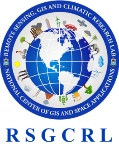 REMOTE SENSING, GIS AND CLIMATIC RESEARCH LAB
NATIONAL CENTER OF GIS AND SPACE APPLICATIONS
RSGCRL